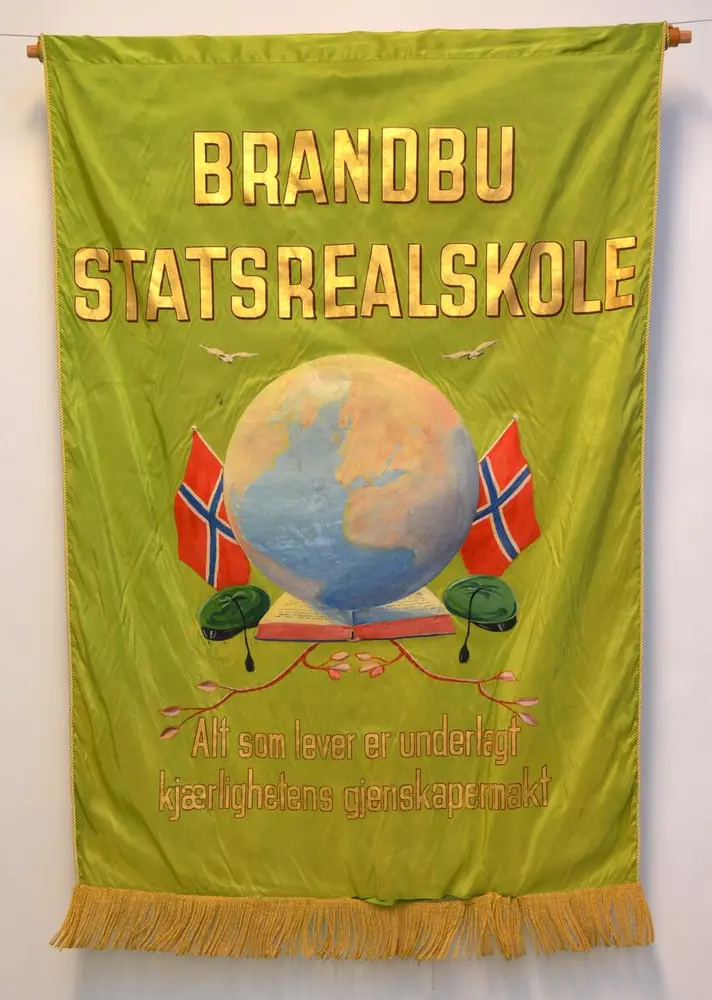 BRANDBU
STATSREALSKOLE
Alt som lever er underlagt
kjærlighetens gjenskapermakt